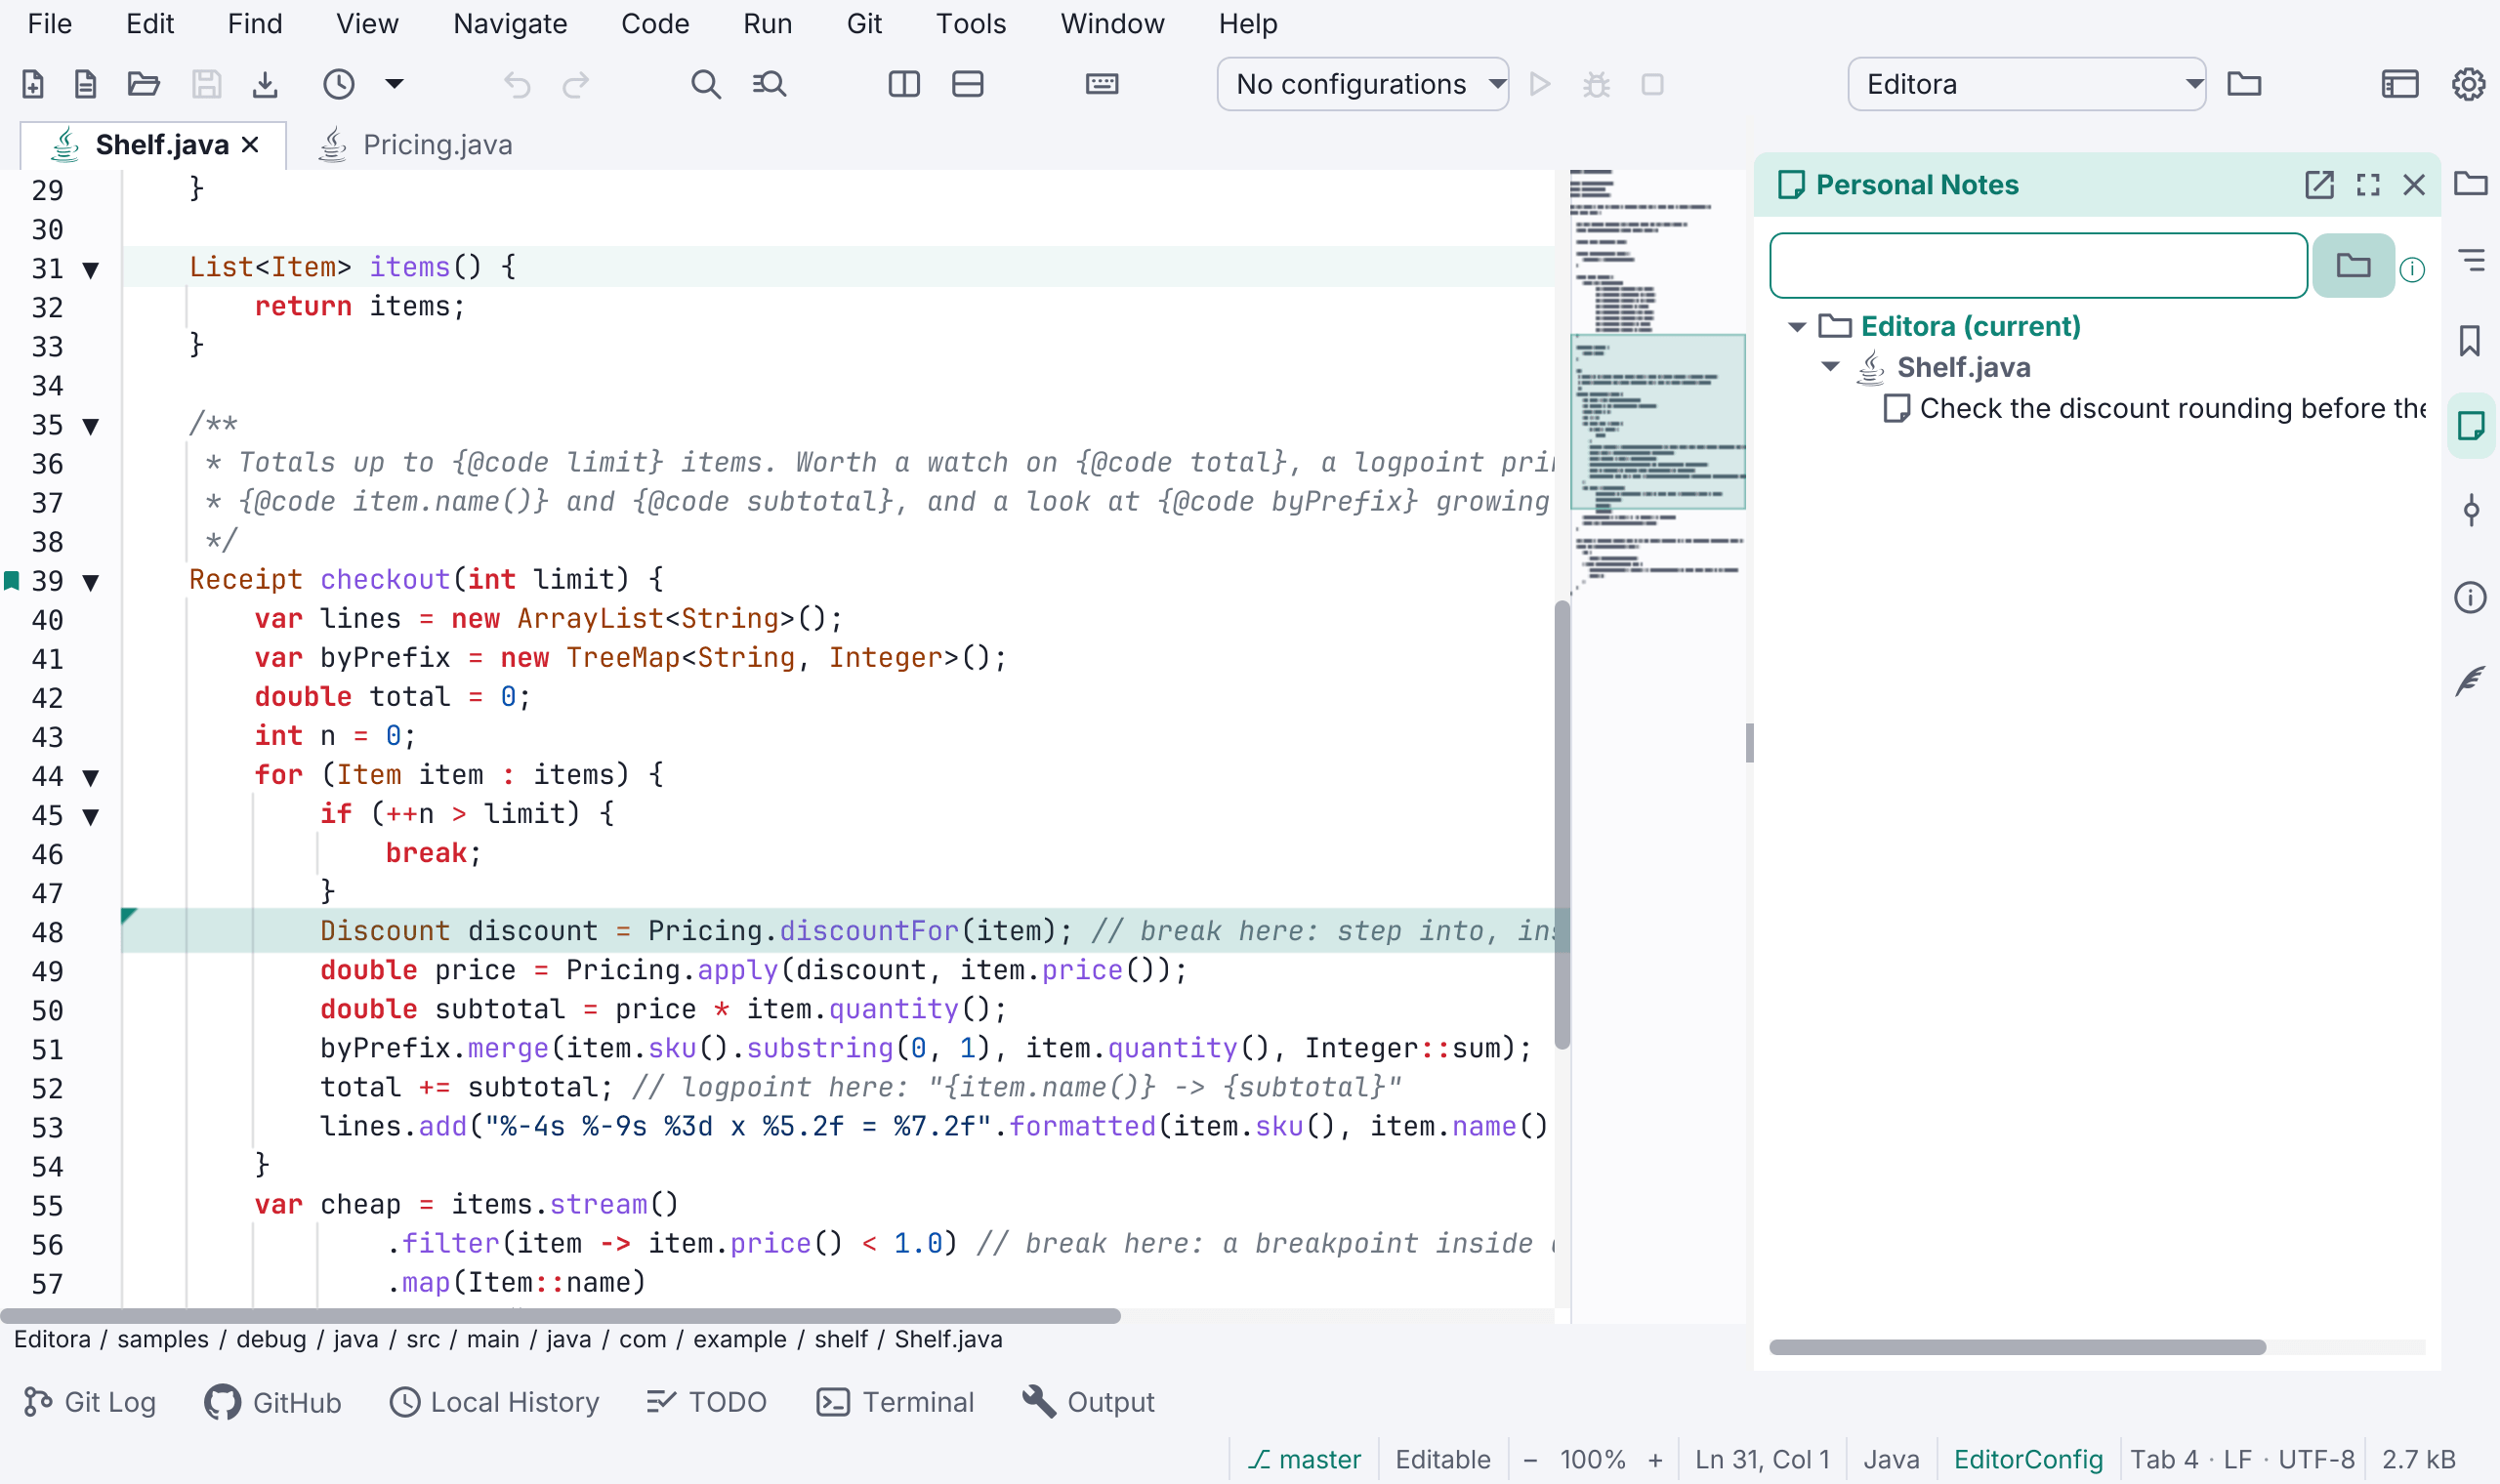 File Edit Find View Navigate Code Run Git Tools Window Help
No configurations Editora
Shelf.java Pricing.java
Personal Notes
Editora (current)
Shelf.java
Check the discount rounding before the
29 }
30
31 List<Item> items() {
32 return items;
33 }
34
35 /**
36 * Totals up to {@code limit} items. Worth a watch on {@code total}, a logpoint
37 * {@code item.name()} and {@code subtotal}, and a look at {@code byPrefix} growing
38 */
39 Receipt checkout(int limit) {
40 var lines = new ArrayList<String>();
41 var byPrefix = new TreeMap<String, Integer>();
42 double total = 0;
43 int n = 0;
44 for (Item item : items) {
45 if (++n > limit) {
46 break;
47 }
48 Discount discount = Pricing.discountFor(item); // break here: step into,
49 double price = Pricing.apply(discount, item.price());
50 double subtotal = price * item.quantity();
51 byPrefix.merge(item.sku().substring(0, 1), item.quantity(), Integer::sum);
52 total += subtotal; // logpoint here: "{item.name()} -> {subtotal}"
53 lines.add("%-4s %-9s %3d x %5.2f = %7.2f".formatted(item.sku(), item.name()
54 }
55 var cheap = items.stream()
56 .filter(item -> item.price() < 1.0) // break here: a breakpoint inside
57 .map(Item::name)
Editora / samples / debug / java / src / main / java / com / example / shelf / Shelf.java
Git Log GitHub Local History TODO Terminal Output
master Editable − 100% + Ln 31, Col 1 Java EditorConfig Tab 4 · LF · UTF-8 2.7 kB